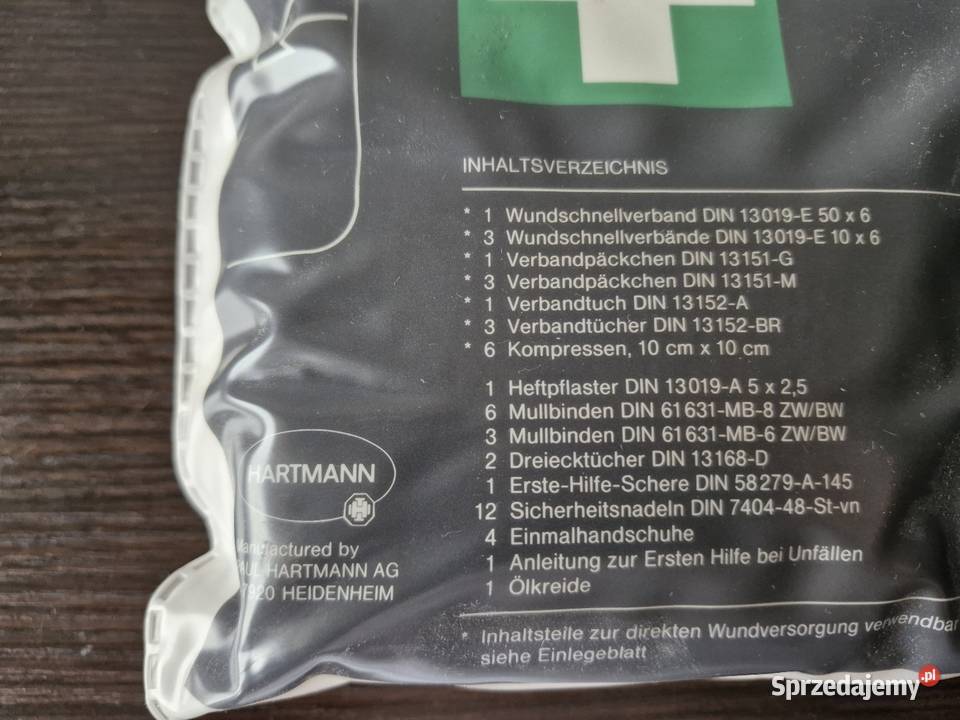 INHALTSVERZEICHNIS
* 1 Wundschnellverband DIN 13019-E 50 x 6
* 3 Wundschnellverbände DIN 13019-E 10 x 6
* 1 Verbandpäckchen DIN 13151-G
* 3 Verbandpäckchen DIN 13151-M
* 1 Verbandtuch DIN 13152-A
* 3 Verbandtücher DIN 13152-BR
* 6 Kompressen, 10 cm x 10 cm
1 Heftpflaster DIN 13019-A 5 x 2,5
6 Mullbinden DIN 61631-MB-8 ZW/BW
3 Mullbinden DIN 61631-MB-6 ZW/BW
2 Dreiecktücher DIN 13168-D
1 Erste-Hilfe-Schere DIN 58279-A-145
12 Sicherheitsnadeln DIN 7404-48-St-vn
4 Einmalhandschuhe
1 Anleitung zur Ersten Hilfe bei Unfällen
1 Ölkreide
* Inhaltsteile zur direkten Wundversorgung verwendbar
siehe Einlegeblatt
HARTMANN
Manufactured by
PAUL HARTMANN AG
7920 HEIDENHEIM
Sprzedajemy.pl